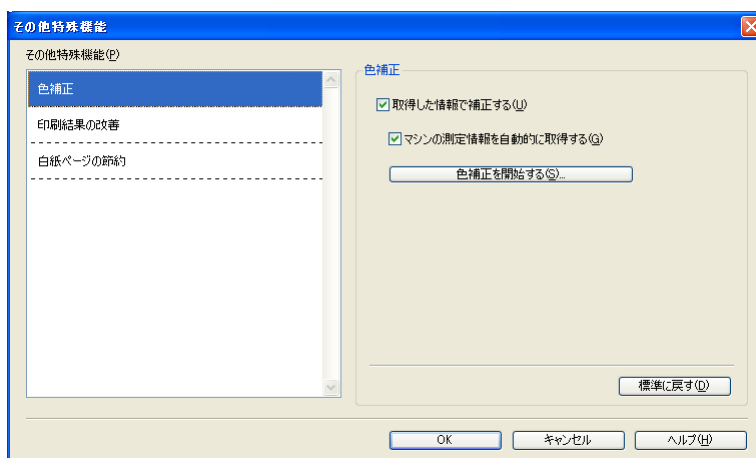 その他特殊機能
その他特殊機能(P)
色補正
印刷結果の改善
白紙ページの節約
色補正
取得した情報で補正する(U)
マシンの測定情報を自動的に取得する(G)
色補正を開始する(S)...
標準に戻す(D)
OK
キャンセル
ヘルプ(H)